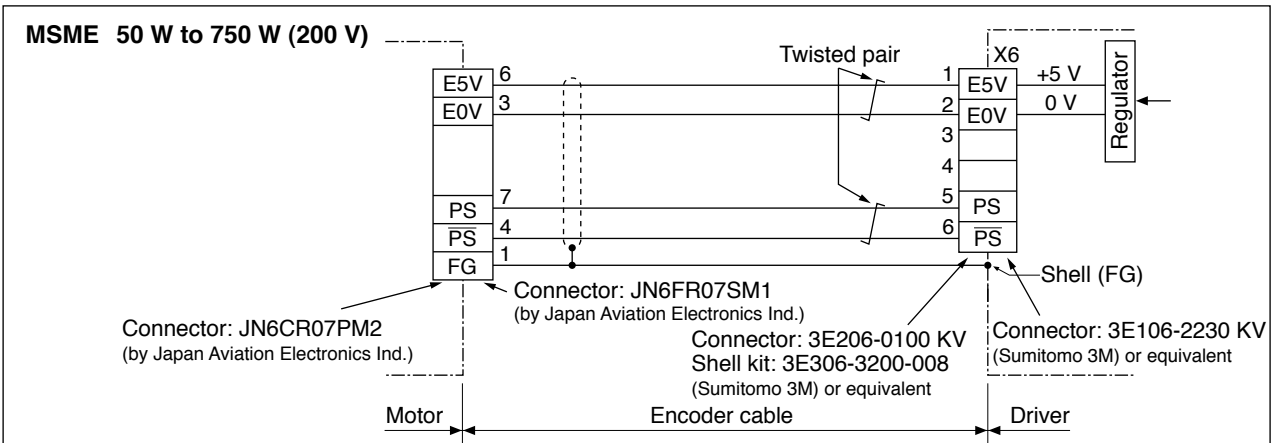 MSME 50 W to 750 W (200 V)
Twisted pair
X6
E5V 6
1 E5V +5 V
E0V 3
2 E0V 0 V
Regulator
3
4
PS 7
5 PS
P̅S̅ 4
6 P̅S̅
FG 1
Shell (FG)
Connector: JN6FR07SM1
(by Japan Aviation Electronics Ind.)
Connector: JN6CR07PM2
(by Japan Aviation Electronics Ind.)
Connector: 3E206-0100 KV
Shell kit: 3E306-3200-008
(Sumitomo 3M) or equivalent
Connector: 3E106-2230 KV
(Sumitomo 3M) or equivalent
Motor
Encoder cable
Driver